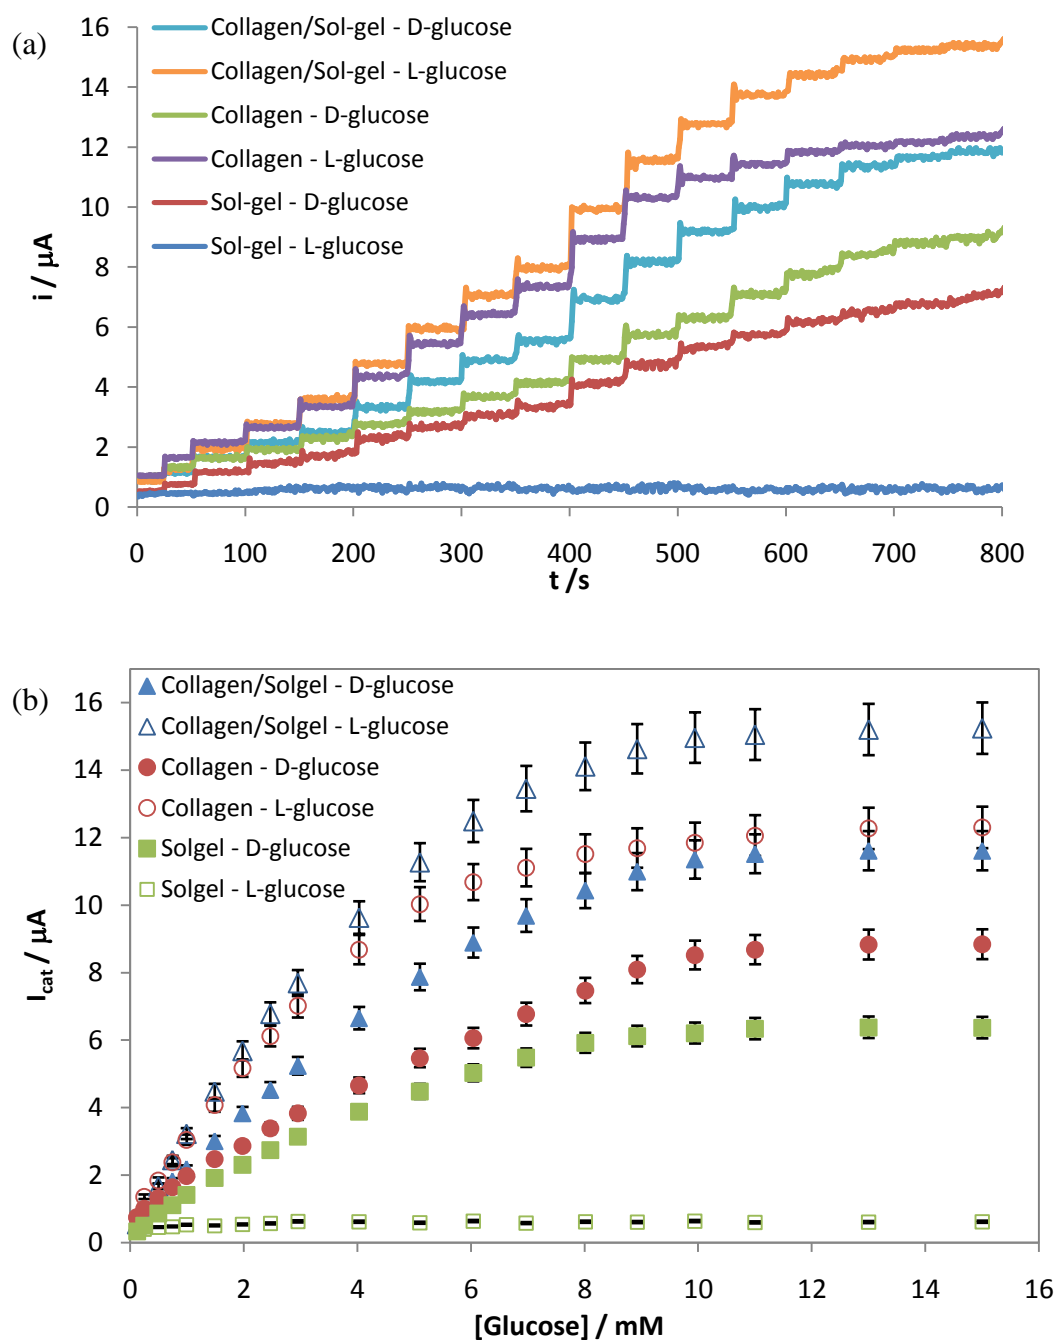 (a)
16
14
12
10
8
6
4
2
0
i / µA
Collagen/Sol-gel - D-glucose
Collagen/Sol-gel - L-glucose
Collagen - D-glucose
Collagen - L-glucose
Sol-gel - D-glucose
Sol-gel - L-glucose
0 100 200 300 400 500 600 700 800
t /s
(b)
16
14
12
10
8
6
4
2
0
I cat / µA
Collagen/Solgel - D-glucose
Collagen/Solgel - L-glucose
Collagen - D-glucose
Collagen - L-glucose
Solgel - D-glucose
Solgel - L-glucose
0 2 4 6 8 10 12 14 16
[Glucose] / mM